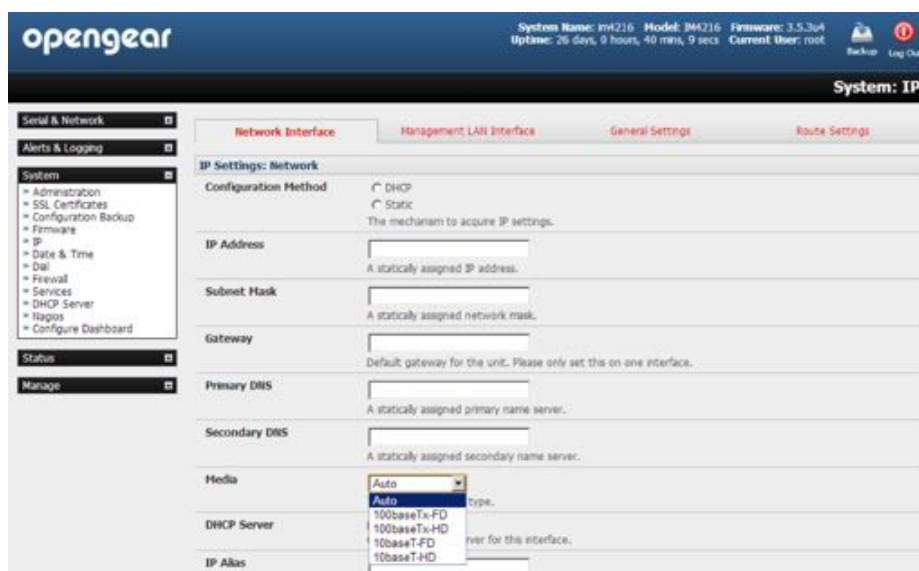 opengear
System Name: im4216 Model: IM4216 Firmware: 3.5.3u4
Uptime: 26 days, 0 hours, 40 mins, 9 secs Current User: root
Backup
Log Ou
System: IP
Serial & Network
Alerts & Logging
System
Administration
SSL Certificates
Configuration Backup
Firmware
IP
Date & Time
Dial
Firewall
Services
DHCP Server
Nagios
Configure Dashboard
Status
Manage
Network Interface
Management LAN Interface
General Settings
Route Settings
IP Settings: Network
Configuration Method
DHCP
Static
The mechanism to acquire IP settings.
IP Address
A statically assigned IP address.
Subnet Mask
A statically assigned network mask.
Gateway
Default gateway for the unit. Please only set this on one interface.
Primary DNS
A statically assigned primary name server.
Secondary DNS
A statically assigned secondary name server.
Media
Auto
Auto
type.
100baseTx-FD
100baseTx-HD
10baseT-FD
10baseT-HD
DHCP Server
rver for this interface.
IP Alias